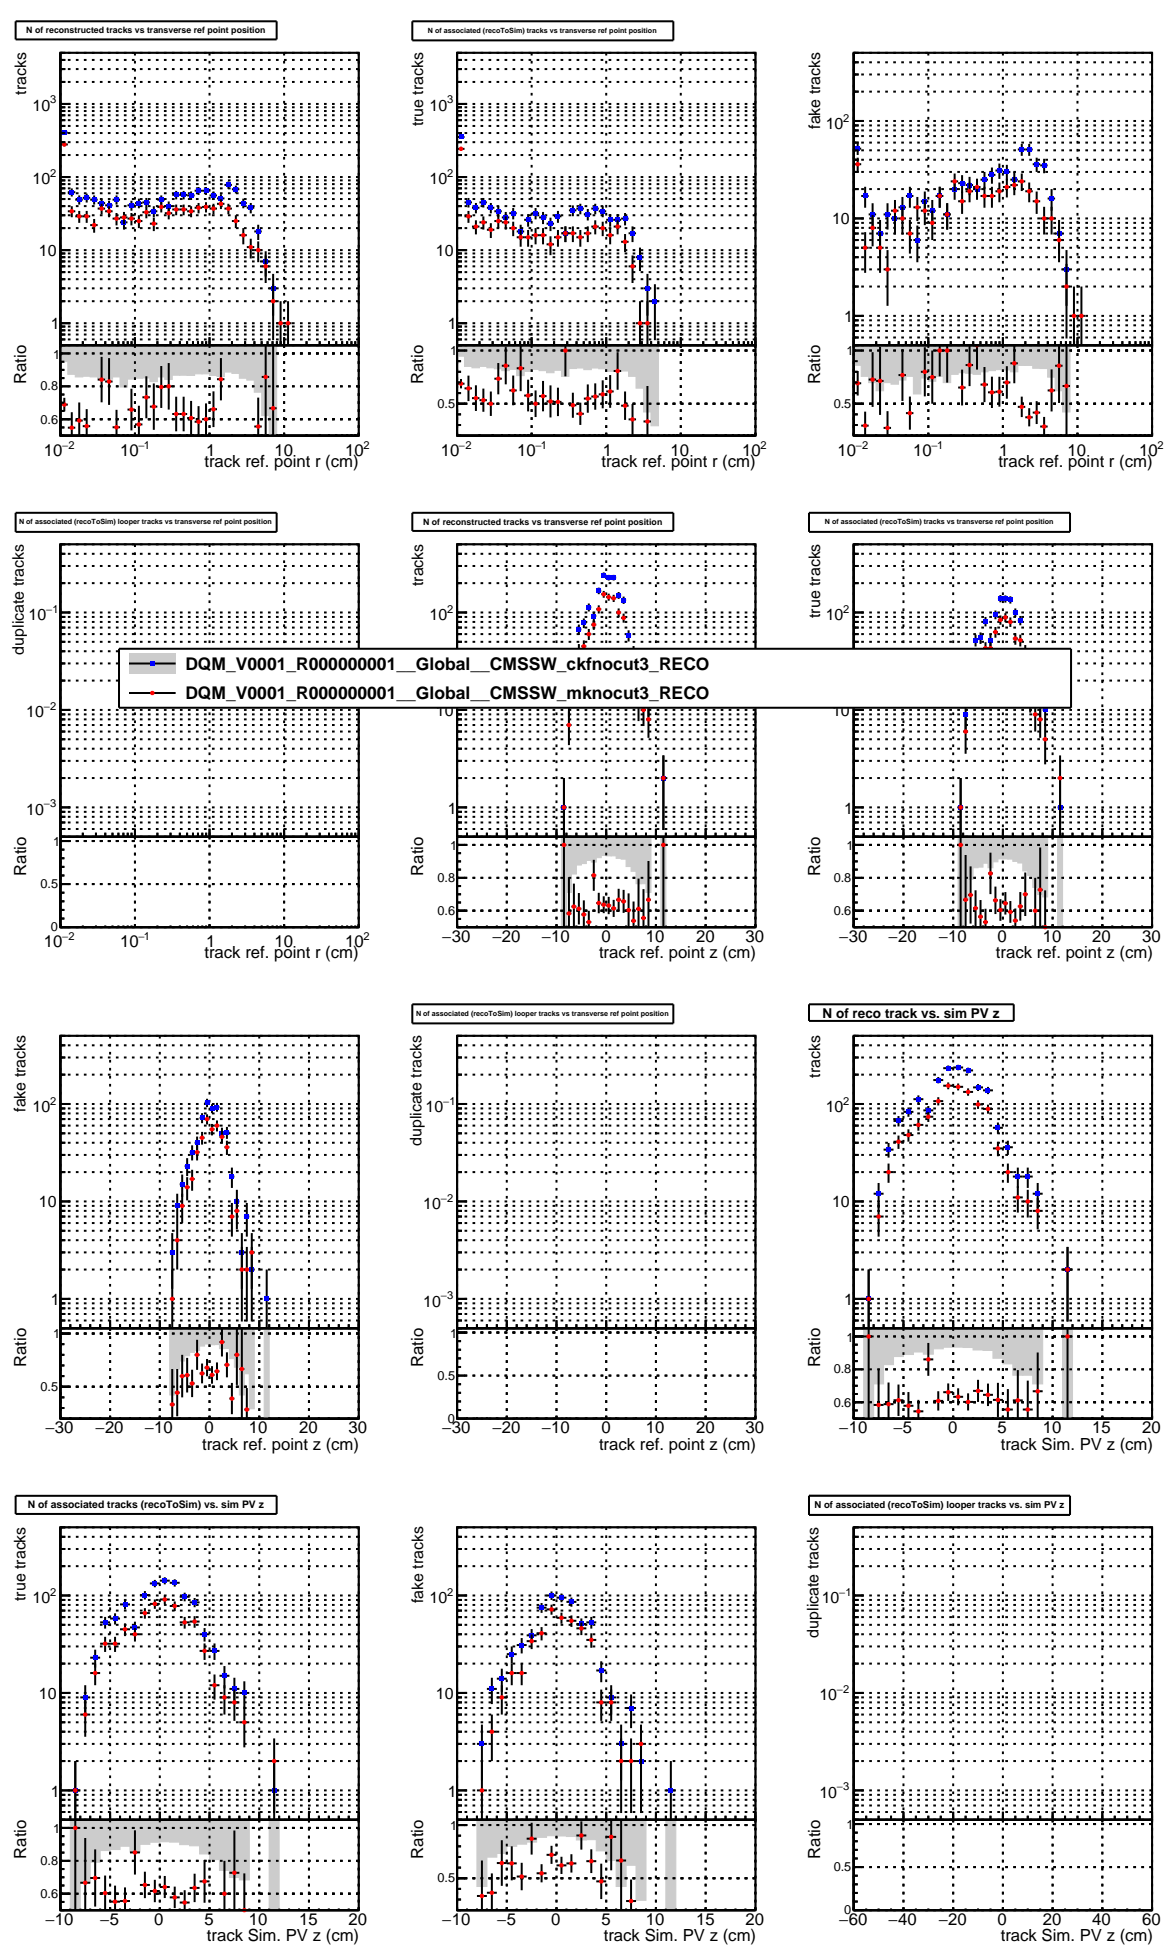 N of reconstructed tracks vs transverse ref point position
N of associated (recoToSim) tracks vs transverse ref point position
tracks
10³
10²
10
1
Ratio
1
0.8
0.6
10⁻² 10⁻¹ 1 10 10²
track ref. point r (cm)
true tracks
10³
10²
10
1
Ratio
1
0.5
10⁻² 10⁻¹ 1 10 10²
track ref. point r (cm)
fake tracks
10²
10
1
Ratio
1
0.5
10⁻² 10⁻¹ 1 10 10²
track ref. point r (cm)
N of associated (recoToSim) looper tracks vs transverse ref point position
N of reconstructed tracks vs transverse ref point position
N of associated (recoToSim) tracks vs transverse ref point position
duplicate tracks
10⁻¹
10⁻²
10⁻³
Ratio
1
0.5
0
10⁻² 10⁻¹ 1 10 10²
track ref. point r (cm)
tracks
10²
10
1
Ratio
1
0.8
0.6
−30 −20 −10 0 10 20 30
track ref. point z (cm)
true tracks
10²
10
1
Ratio
1
0.8
0.6
−30 −20 −10 0 10 20 30
track ref. point z (cm)
DQM_V0001_R000000001__Global__CMSSW_ckfnocut3_RECO
DQM_V0001_R000000001__Global__CMSSW_mknocut3_RECO
N of associated (recoToSim) looper tracks vs transverse ref point position
N of reco track vs. sim PV z
fake tracks
10²
10
1
Ratio
1
0.5
−30 −20 −10 0 10 20 30
track ref. point z (cm)
duplicate tracks
10⁻¹
10⁻²
10⁻³
Ratio
1
0.5
0
−30 −20 −10 0 10 20 30
track ref. point z (cm)
tracks
10²
10
1
Ratio
1
0.8
0.6
−10 −5 0 5 10 15 20
track Sim. PV z (cm)
N of associated tracks (recoToSim) vs. sim PV z
N of associated (recoToSim) looper tracks vs. sim PV z
true tracks
10²
10
1
Ratio
1
0.8
0.6
−10 −5 0 5 10 15 20
track Sim. PV z (cm)
fake tracks
10²
10
1
Ratio
1
0.5
−10 −5 0 5 10 15 20
track Sim. PV z (cm)
duplicate tracks
10⁻¹
10⁻²
10⁻³
Ratio
1
0.5
0
−60 −40 −20 0 20 40 60
track Sim. PV z (cm)